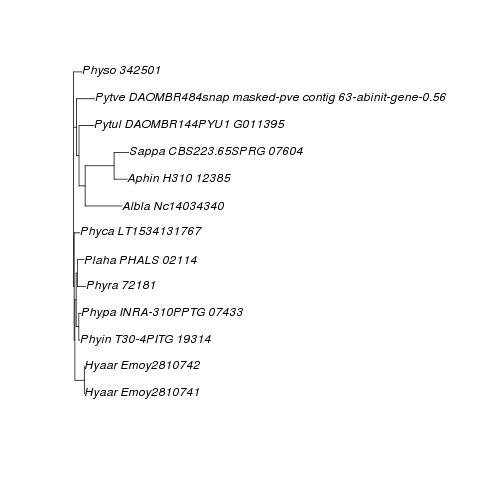 Physo 342501
Pytve DAOMBR484snap masked-pve contig 63-abinit-gene-0.56
Pytul DAOMBR144PYU1 G011395
Sappa CBS223.65SPRG 07604
Aphin H310 12385
Albla Nc14034340
Phyca LT1534131767
Plaha PHALS 02114
Phyra 72181
Phypa INRA-310PPTG 07433
Phyin T30-4PITG 19314
Hyaar Emoy2810742
Hyaar Emoy2810741